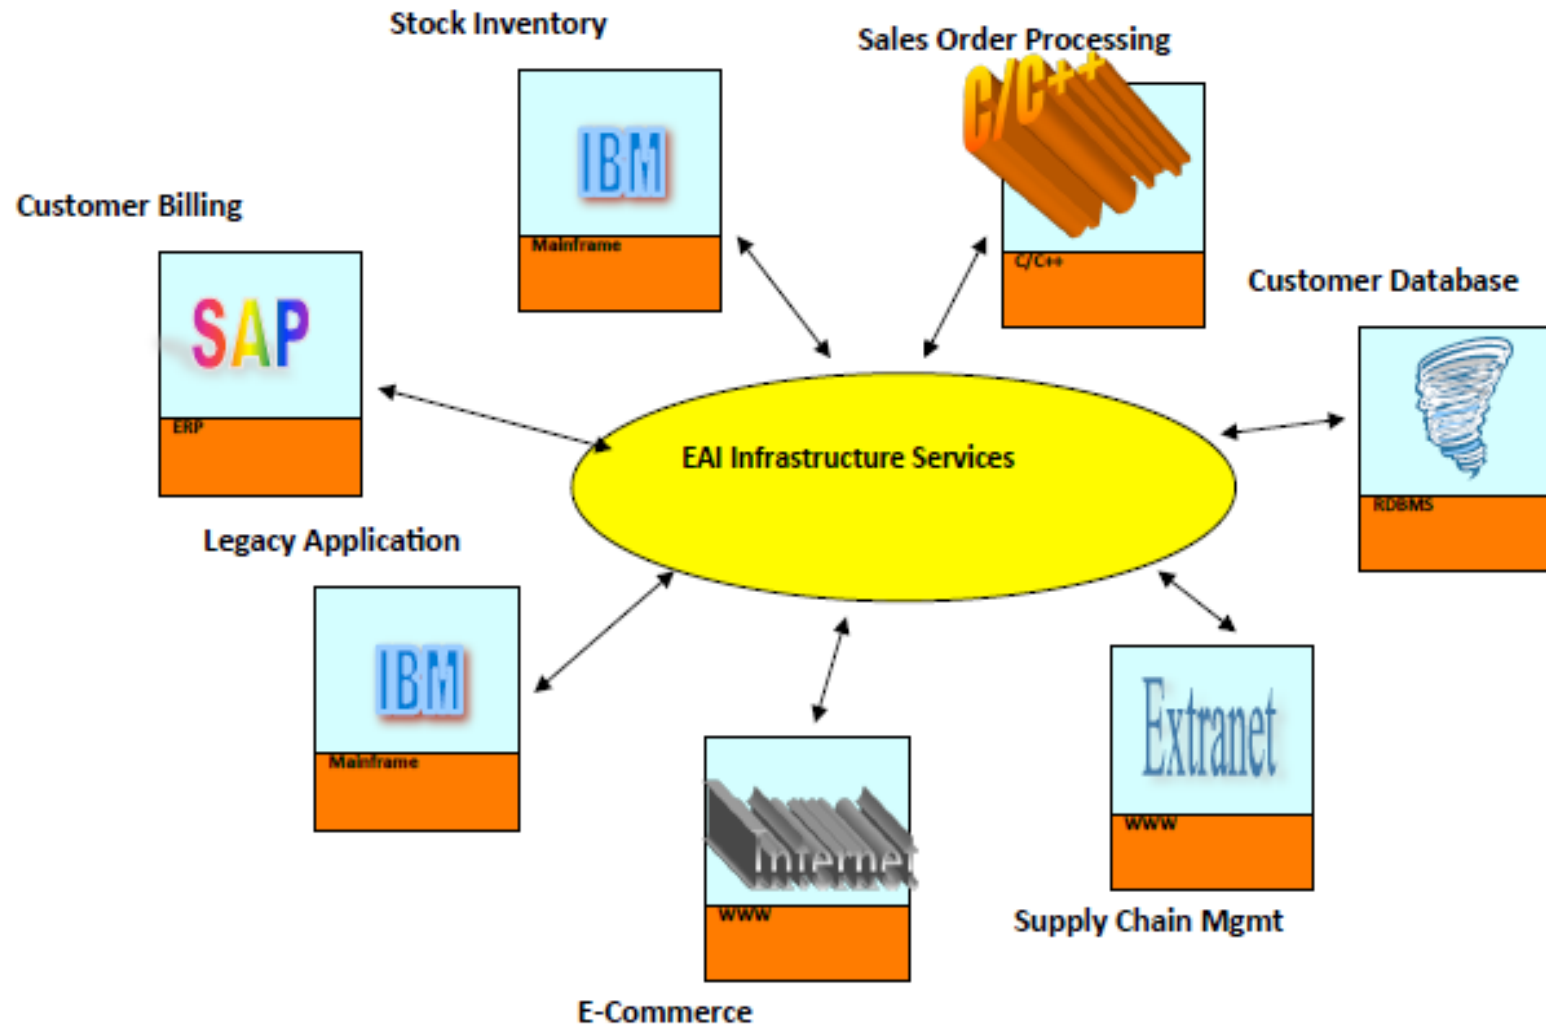 Stock Inventory
Sales Order Processing
C/C++
IBM
Mainframe
C/C++
Customer Billing
SAP
ERP
Customer Database
RDBMS
EAI Infrastructure Services
Legacy Application
IBM
Mainframe
Extranet
WWW
Supply Chain Mgmt
Internet
WWW
E-Commerce